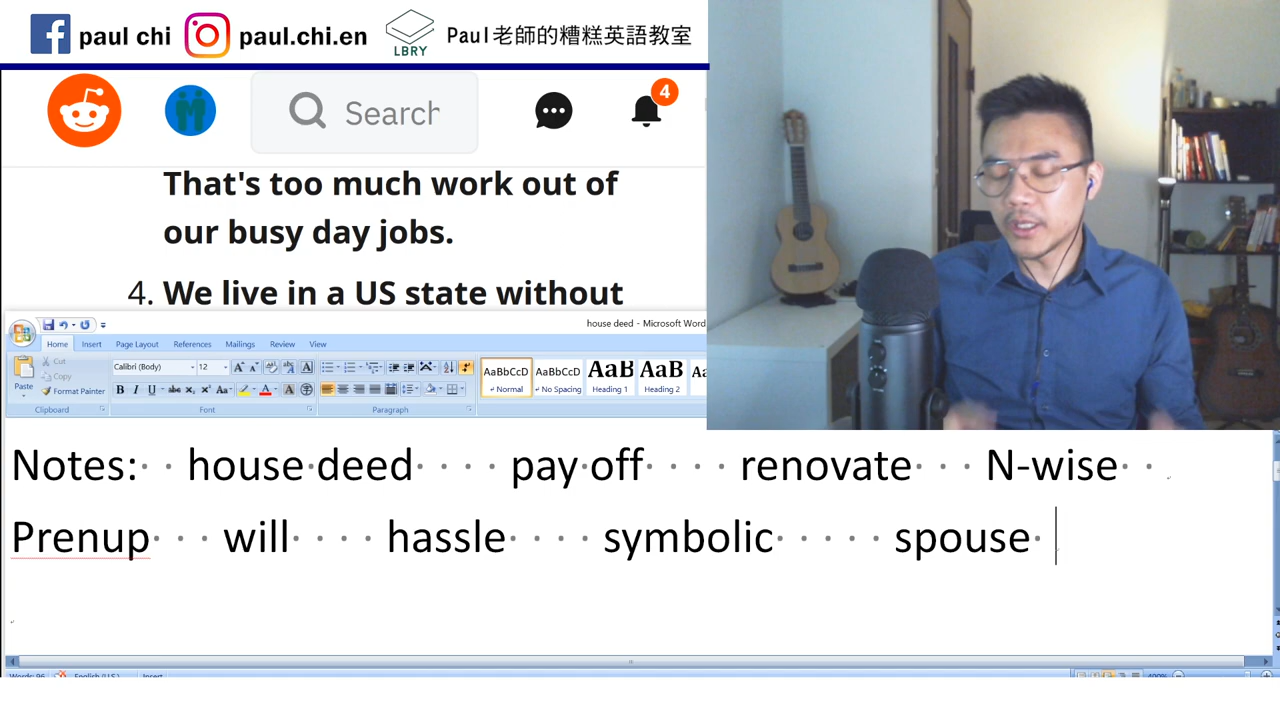 paul chi paul.chi.en LBRY Paul老師的糟糕英語教室
Search 4
That's too much work out of
our busy day jobs.
4. We live in a US state without
house deed - Microsoft Word
Home Insert Page Layout References Mailings Review View
Paste Cut Copy Format Painter
Calibri (Body) 12
AaBbCcD Normal AaBbCcD No Spacing AaB Heading 1 AaBb Heading 2 Aa
Clipboard Font Paragraph
Notes: house deed pay off renovate N-wise
Prenup will hassle symbolic spouse
English (U.S.) Insert